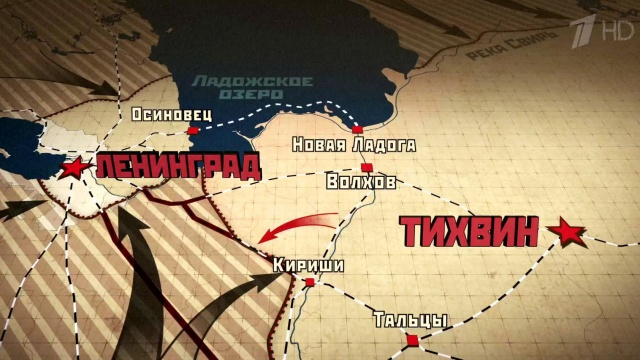 1 HD
река Свирь
Ладожское
озеро
Осиновец
Новая Ладога
Ленинград
Волхов
Тихвин
Кириши
Тальцы